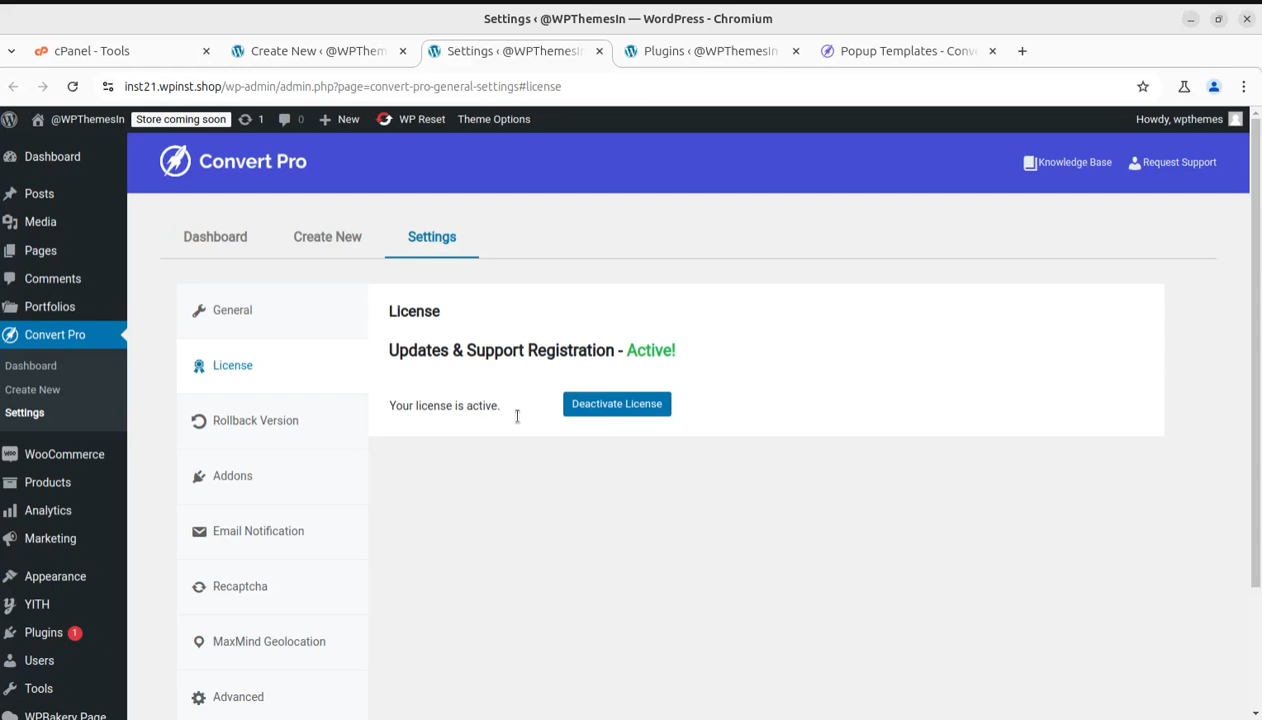 Settings ‹ @WPThemesIn — WordPress - Chromium
cPanel - Tools
Create New ‹ @WPThem
Settings ‹ @WPThemesIn
Plugins ‹ @WPThemesIn
Popup Templates - Conv
inst21.wpinst.shop/wp-admin/admin.php?page=convert-pro-general-settings#license
@WPThemesIn
Store coming soon
1
0
New
WP Reset
Theme Options
Howdy, wpthemes
Dashboard
Posts
Media
Pages
Comments
Portfolios
Convert Pro
Dashboard
Create New
Settings
WooCommerce
Products
Analytics
Marketing
Appearance
YITH
Plugins 1
Users
Tools
WPBakery Page
Convert Pro
Knowledge Base
Request Support
Dashboard
Create New
Settings
General
License
Rollback Version
Addons
Email Notification
Recaptcha
MaxMind Geolocation
Advanced
License
Updates & Support Registration - Active!
Your license is active.
Deactivate License